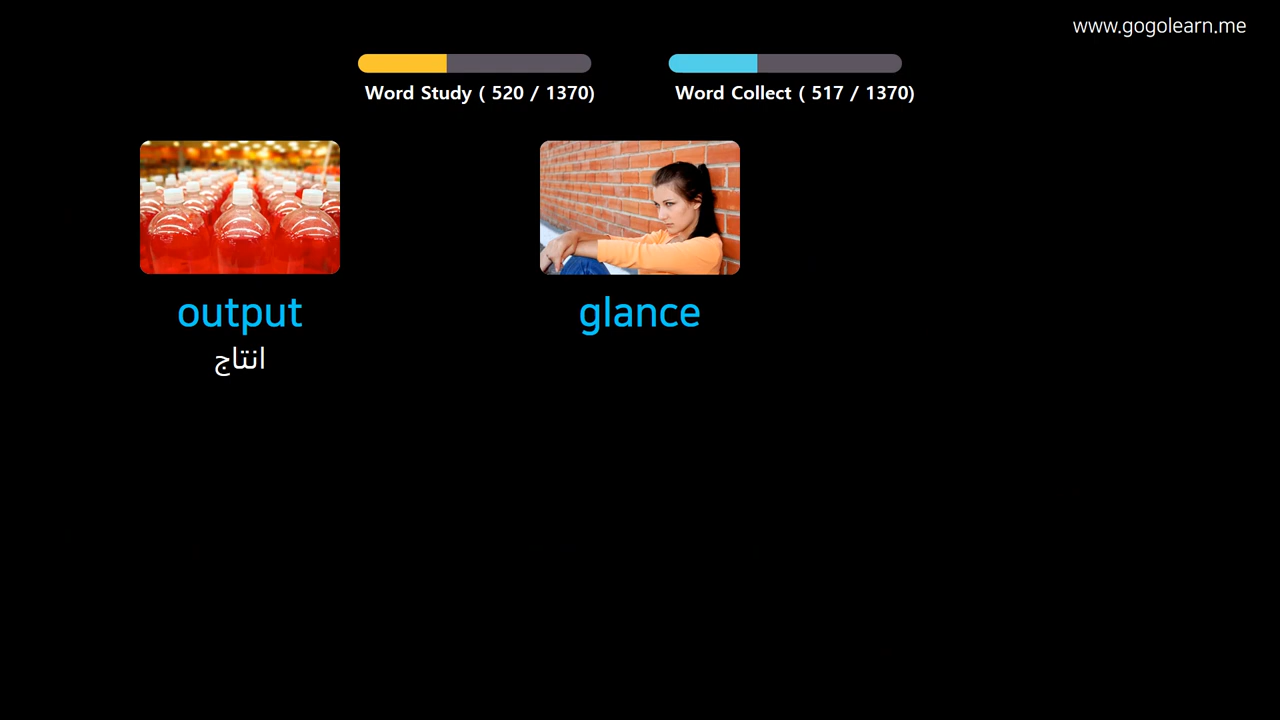 www.gogolearn.me
Word Study ( 520 / 1370)
Word Collect ( 517 / 1370)
output
انتاج
glance